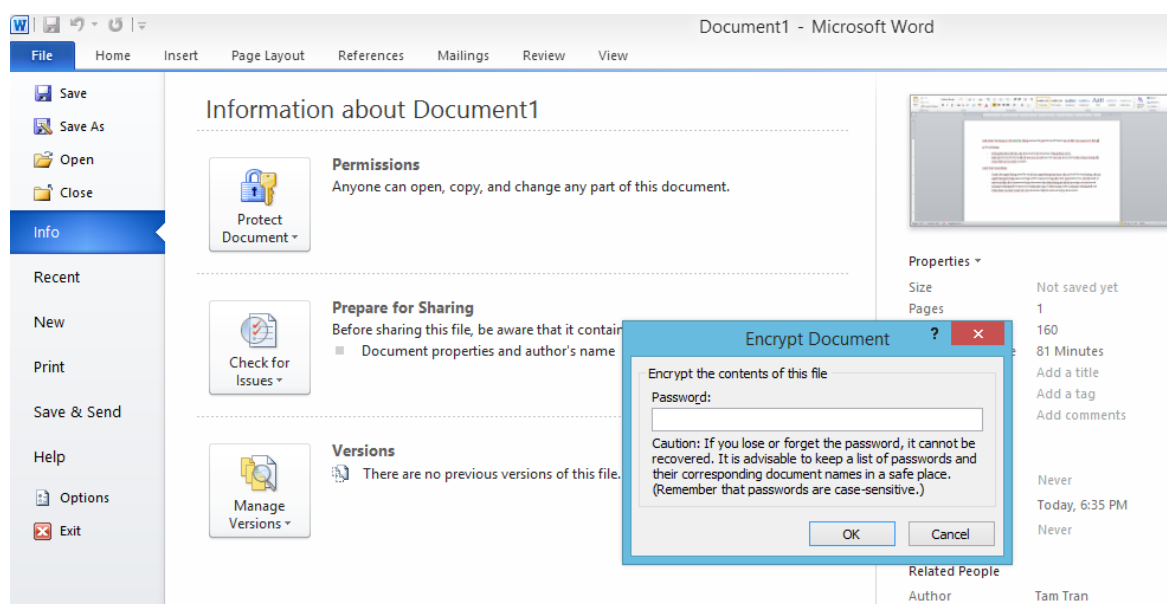 Document1 - Microsoft Word
File Home Insert Page Layout References Mailings Review View
Save
Save As
Open
Close
Info
Recent
New
Print
Save & Send
Help
Options
Exit
Information about Document1
Protect
Document
Permissions
Anyone can open, copy, and change any part of this document.
Check for
Issues
Prepare for Sharing
Before sharing this file, be aware that it contain
Document properties and author's name
Manage
Versions
Versions
There are no previous versions of this file.
Encrypt Document ?
Encrypt the contents of this file
Password:
Caution: If you lose or forget the password, it cannot be
recovered. It is advisable to keep a list of passwords and
their corresponding document names in a safe place.
(Remember that passwords are case-sensitive.)
OK Cancel
Properties
Size Not saved yet
Pages 1
160
81 Minutes
Add a title
Add a tag
Add comments
Never
Today, 6:35 PM
Never
Related People
Author Tam Tran